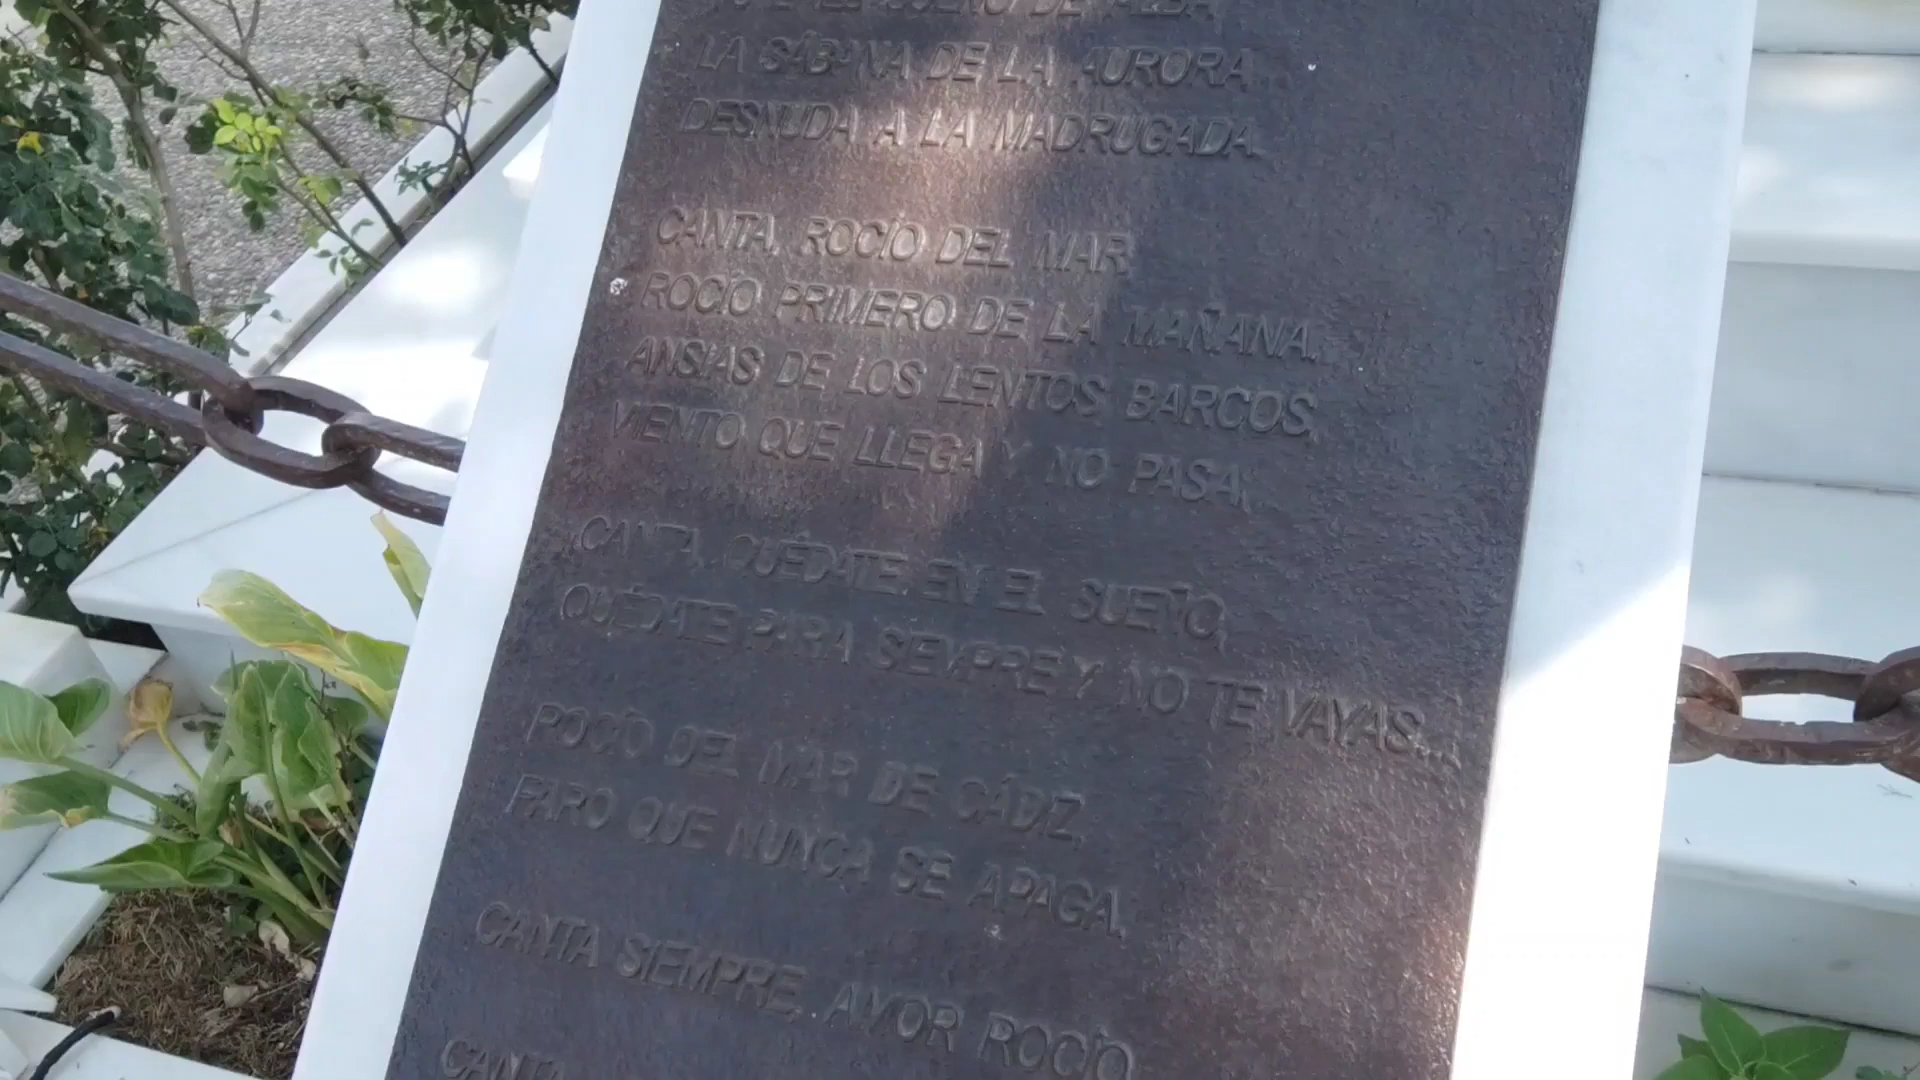 LA SÁBANA DE LA AURORA
DESNUDA A LA MADRUGADA.
CANTA, ROCÍO DEL MAR,
ROCÍO PRIMERO DE LA MAÑANA,
ANSIAS DE LOS LENTOS BARCOS,
VIENTO QUE LLEGA Y NO PASA.
CANTA, QUÉDATE EN EL SUEÑO,
QUÉDATE PARA SIEMPRE Y NO TE VAYAS...
ROCÍO DEL MAR DE CÁDIZ,
FARO QUE NUNCA SE APAGA,
CANTA SIEMPRE, AMOR ROCÍO,
CANTA